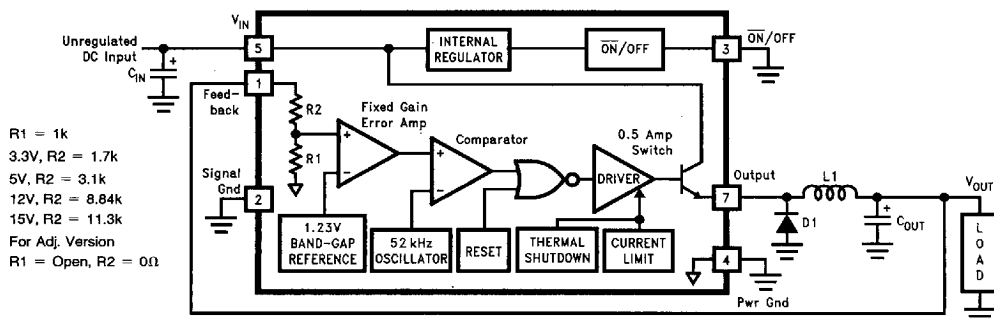 VIN
Unregulated
DC Input
+
CIN
5
INTERNAL
REGULATOR
O̅N̅/OFF
3
O̅N̅/OFF
1
Feed-
back
R2
R1
Fixed Gain
Error Amp
+
−
Comparator
+
−
0.5 Amp
Switch
DRIVER
Output
7
L1
VOUT
+
COUT
D1
LOAD
R1 = 1k
3.3V, R2 = 1.7k
5V, R2 = 3.1k
12V, R2 = 8.84k
15V, R2 = 11.3k
For Adj. Version
R1 = Open, R2 = 0Ω
Signal
Gnd
2
1.23V
BAND-GAP
REFERENCE
52 kHz
OSCILLATOR
RESET
THERMAL
SHUTDOWN
CURRENT
LIMIT
4
Pwr Gnd